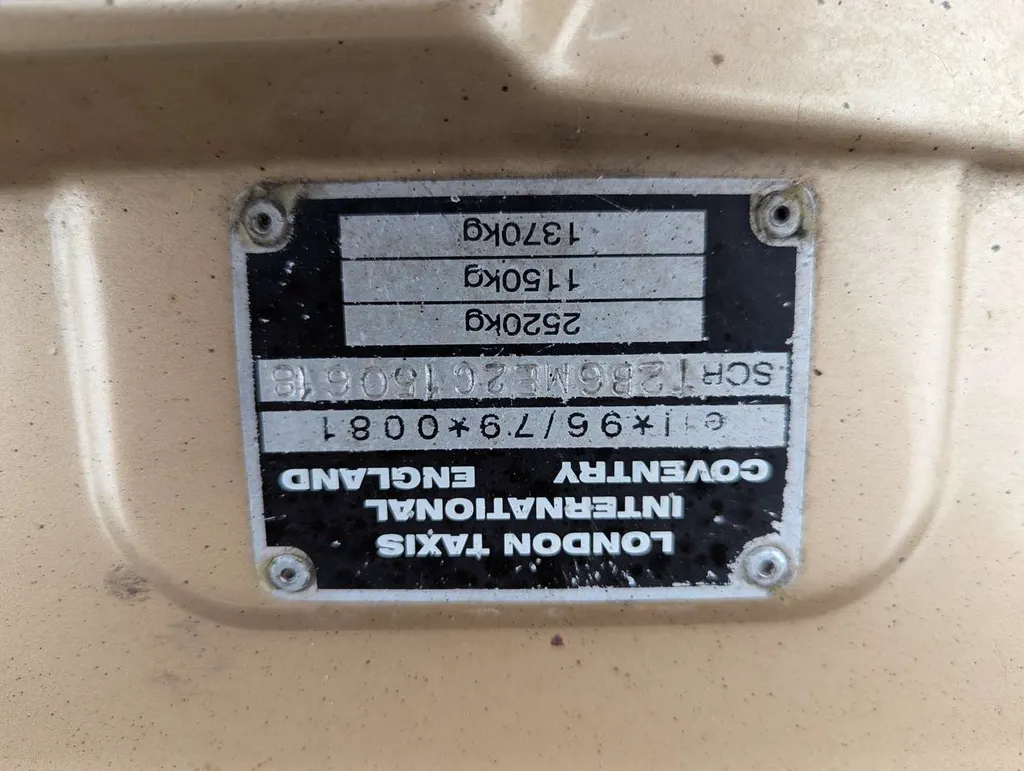 LONDON TAXIS
INTERNATIONAL
COVENTRY ENGLAND
e11*96/79*0081
SCRT2B6ME2C150618
2520kg
1150kg
1370kg